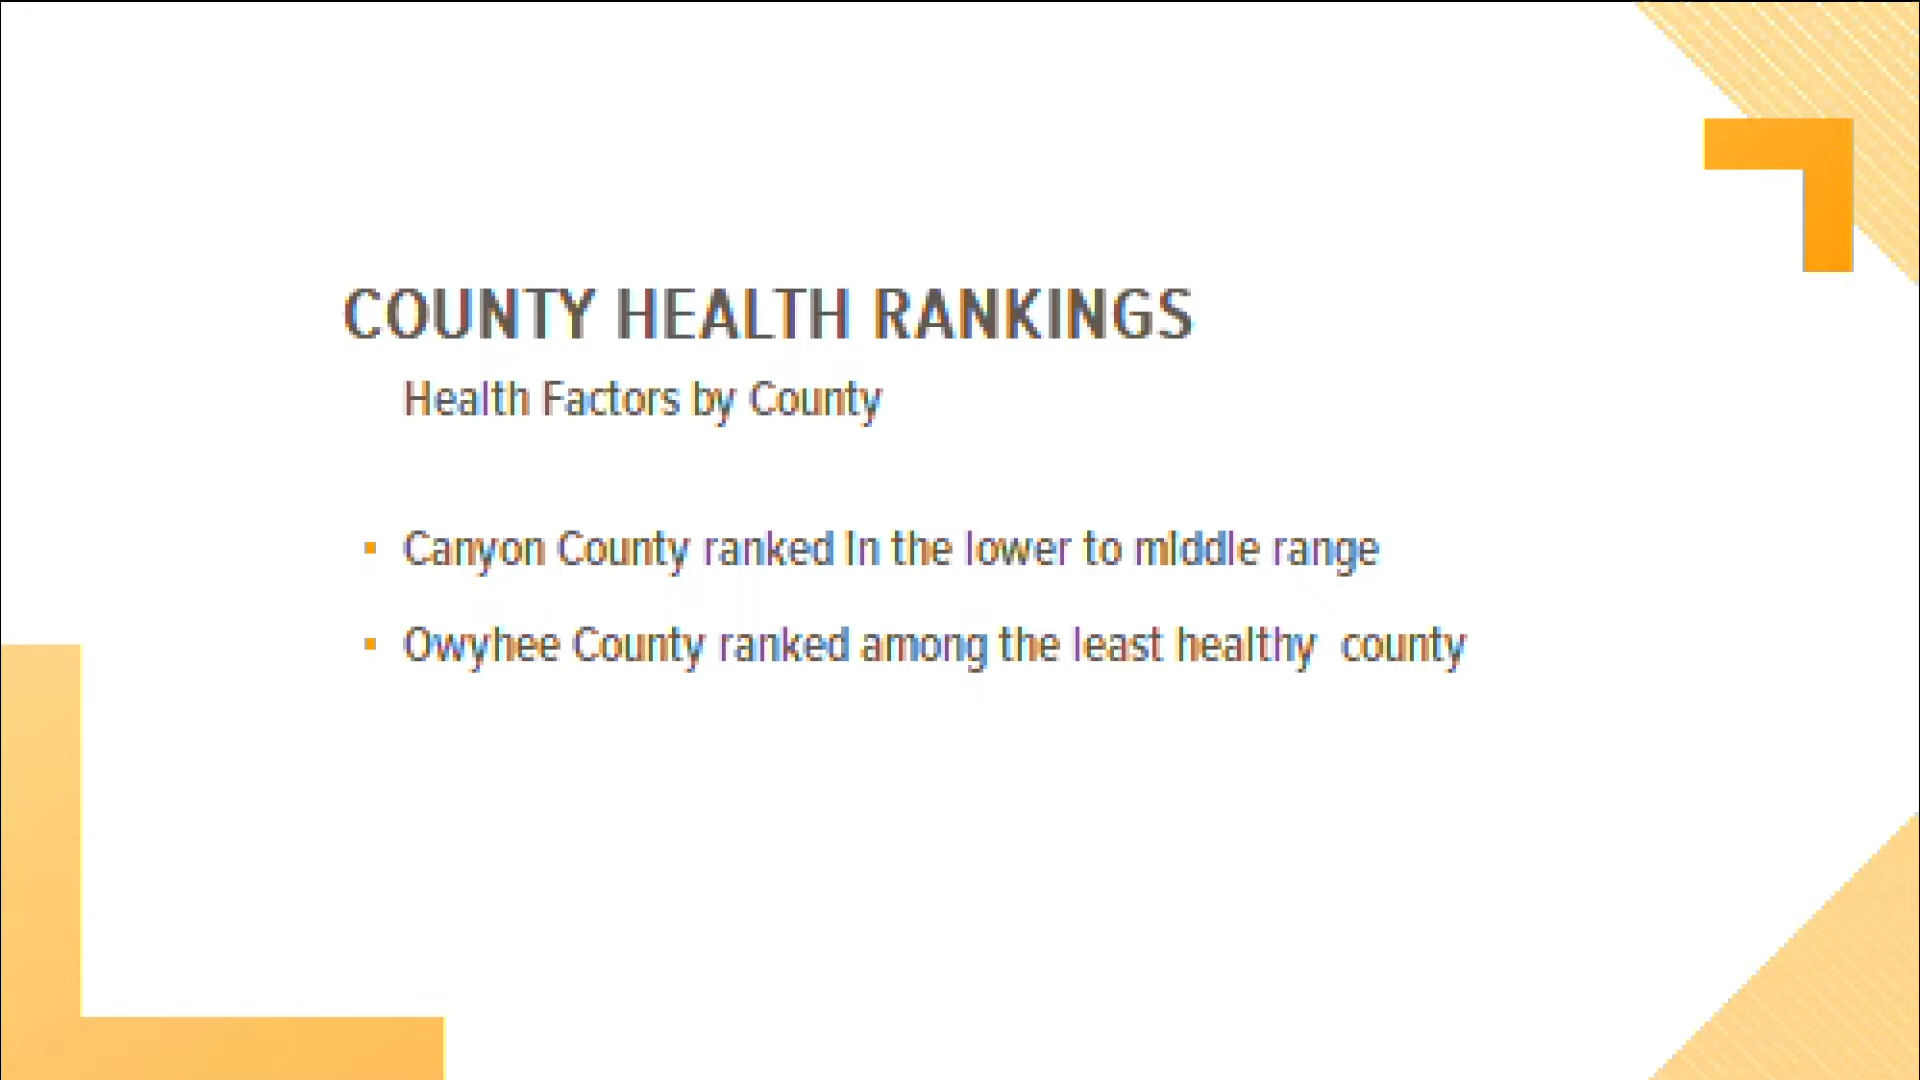 COUNTY HEALTH RANKINGS
Health Factors by County
▪ Canyon County ranked in the lower to middle range
▪ Owyhee County ranked among the least healthy county